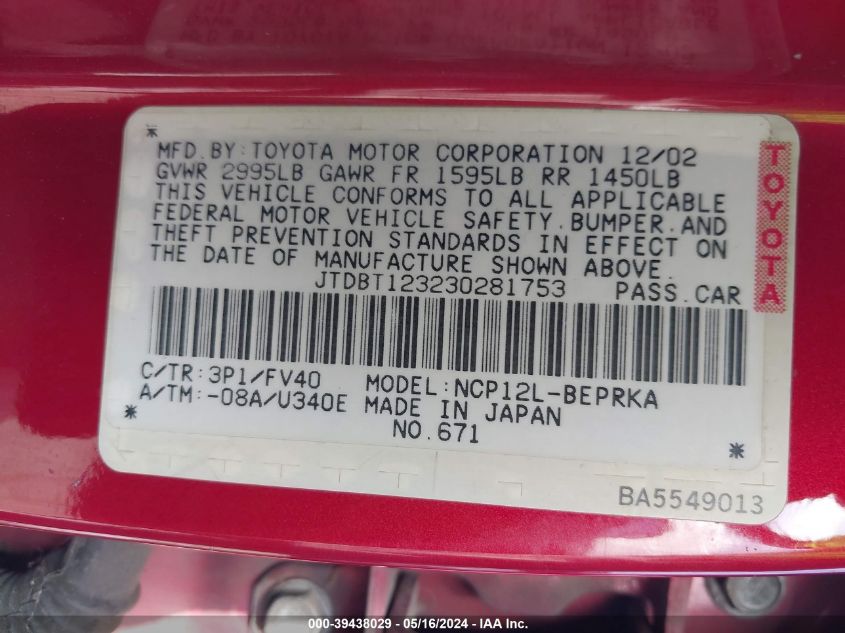 MFD.BY:TOYOTA MOTOR CORPORATION 12/02
GVWR 2995LB GAWR FR 1595LB RR 1450LB
THIS VEHICLE CONFORMS TO ALL APPLICABLE
FEDERAL MOTOR VEHICLE SAFETY.BUMPER.AND
THEFT PREVENTION STANDARDS IN EFFECT ON
THE DATE OF MANUFACTURE SHOWN ABOVE.
JTDBT123230281753 PASS.CAR
TOYOTA
C/TR:3P1/FV40 MODEL:NCP12L-BEPRKA
A/TM:-08A/U340E MADE IN JAPAN
NO.671
BA5549013
000-39438029 - 05/16/2024 - IAA Inc.